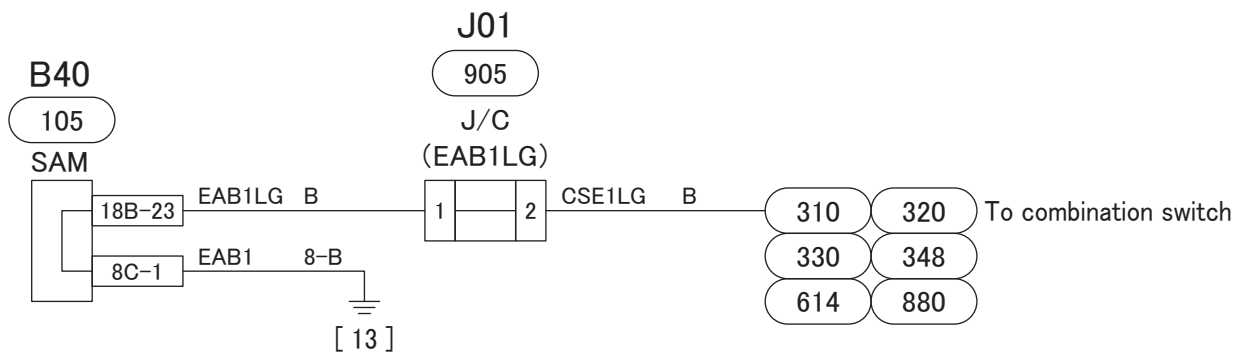 J01
905
B40
105
J/C
SAM
(EAB1LG)
18B-23 EAB1LG B 1 2 CSE1LG B 310 320 To combination switch
8C-1 EAB1 8-B 330 348
614 880
[ 13 ]